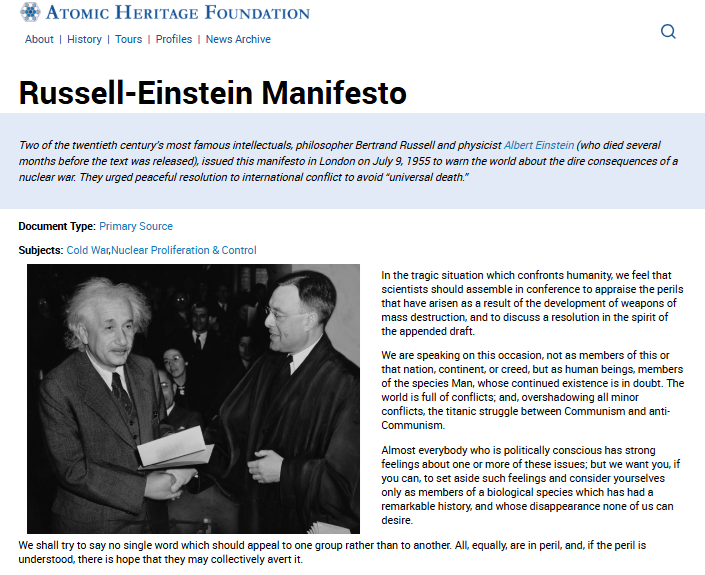 ATOMIC HERITAGE FOUNDATION
About | History | Tours | Profiles | News Archive
Russell-Einstein Manifesto
Two of the twentieth century's most famous intellectuals, philosopher Bertrand Russell and physicist Albert Einstein (who died several
months before the text was released), issued this manifesto in London on July 9, 1955 to warn the world about the dire consequences of a
nuclear war. They urged peaceful resolution to international conflict to avoid “universal death.”
Document Type: Primary Source
Subjects: Cold War,Nuclear Proliferation & Control
In the tragic situation which confronts humanity, we feel that
scientists should assemble in conference to appraise the perils
that have arisen as a result of the development of weapons of
mass destruction, and to discuss a resolution in the spirit of
the appended draft.
We are speaking on this occasion, not as members of this or
that nation, continent, or creed, but as human beings, members
of the species Man, whose continued existence is in doubt. The
world is full of conflicts; and, overshadowing all minor
conflicts, the titanic struggle between Communism and anti-
Communism.
Almost everybody who is politically conscious has strong
feelings about one or more of these issues; but we want you, if
you can, to set aside such feelings and consider yourselves
only as members of a biological species which has had a
remarkable history, and whose disappearance none of us can
desire.
We shall try to say no single word which should appeal to one group rather than to another. All, equally, are in peril, and, if the peril is
understood, there is hope that they may collectively avert it.